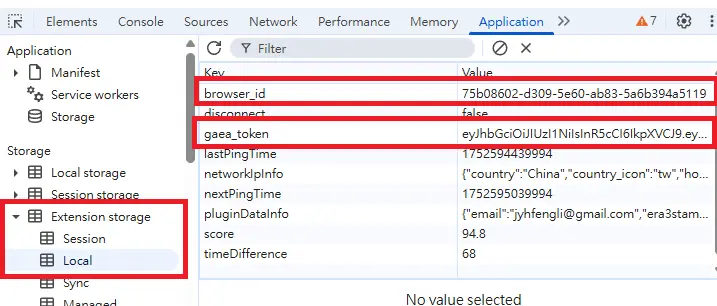 Elements Console Sources Network Performance Memory Application 7
Application
Manifest
Service workers
Storage
Storage
Local storage
Session storage
Extension storage
Session
Local
Sync
Managed
Filter
Key Value
browser_id 75b08602-d309-5e60-ab83-5a6b394a5119
disconnect false
gaea_token eyJhbGciOiJIUzI1NiIsInR5cCI6IkpXVCJ9.ey...
lastPingTime 1752594439994
networkIpInfo {"country":"China","country_icon":"tw","ho...
nextPingTime 1752595039994
pluginDataInfo {"email":"jyhfengli@gmail.com","era3stam...
score 94.8
timeDifference 68
No value selected